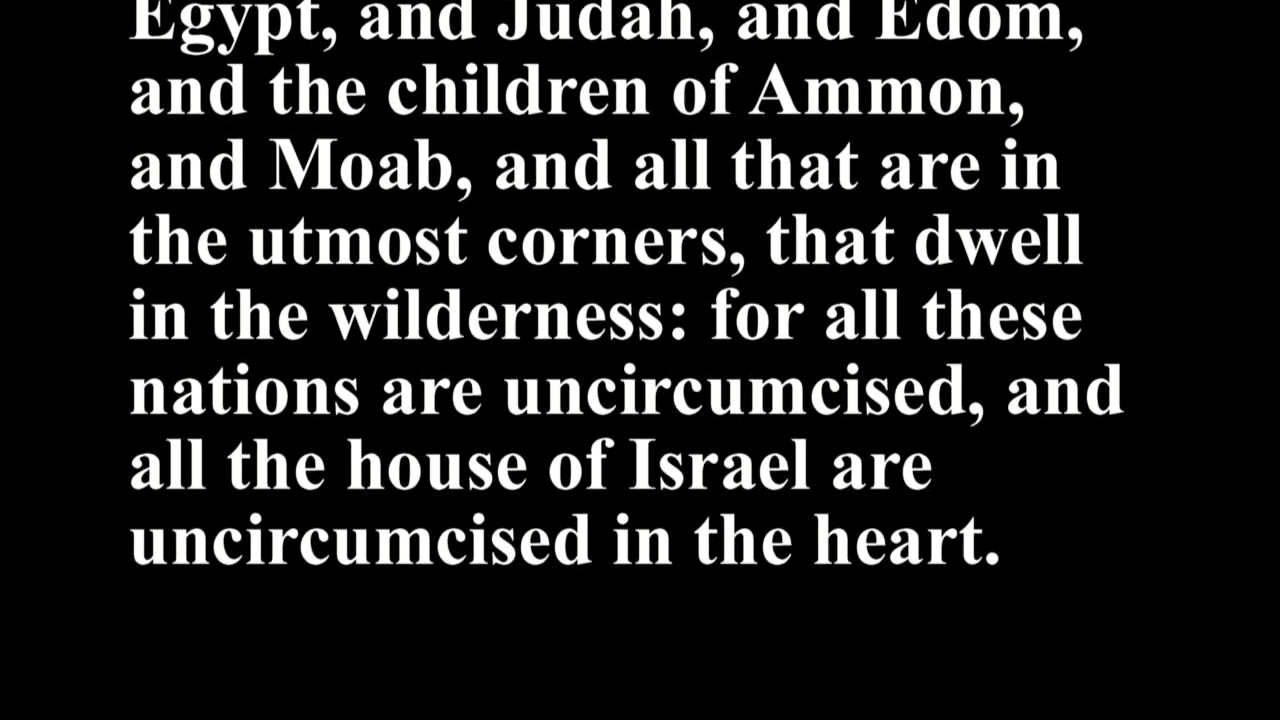 Egypt, and Judah, and Edom,
and the children of Ammon,
and Moab, and all that are in
the utmost corners, that dwell
in the wilderness: for all these
nations are uncircumcised, and
all the house of Israel are
uncircumcised in the heart.